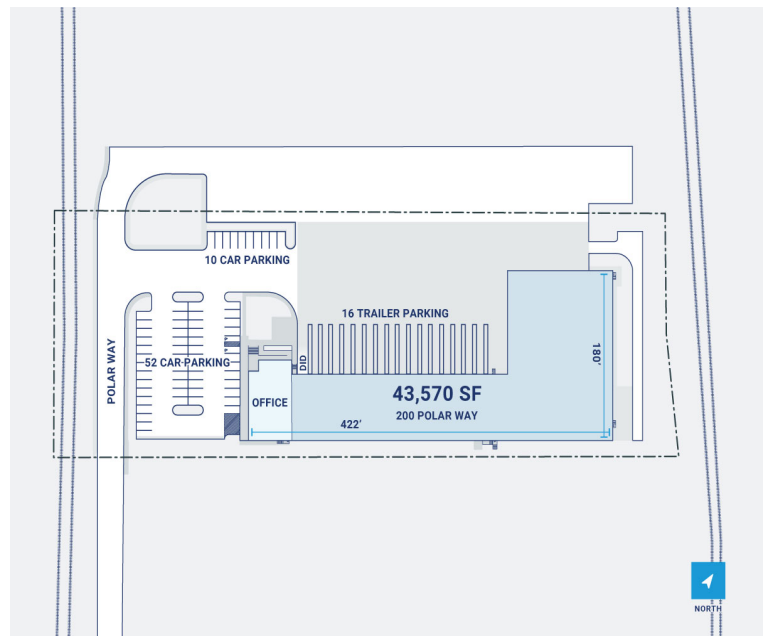 10 CAR PARKING
16 TRAILER PARKING
POLAR WAY
52 CAR PARKING
DID
180'
OFFICE
43,570 SF
200 POLAR WAY
422'
NORTH